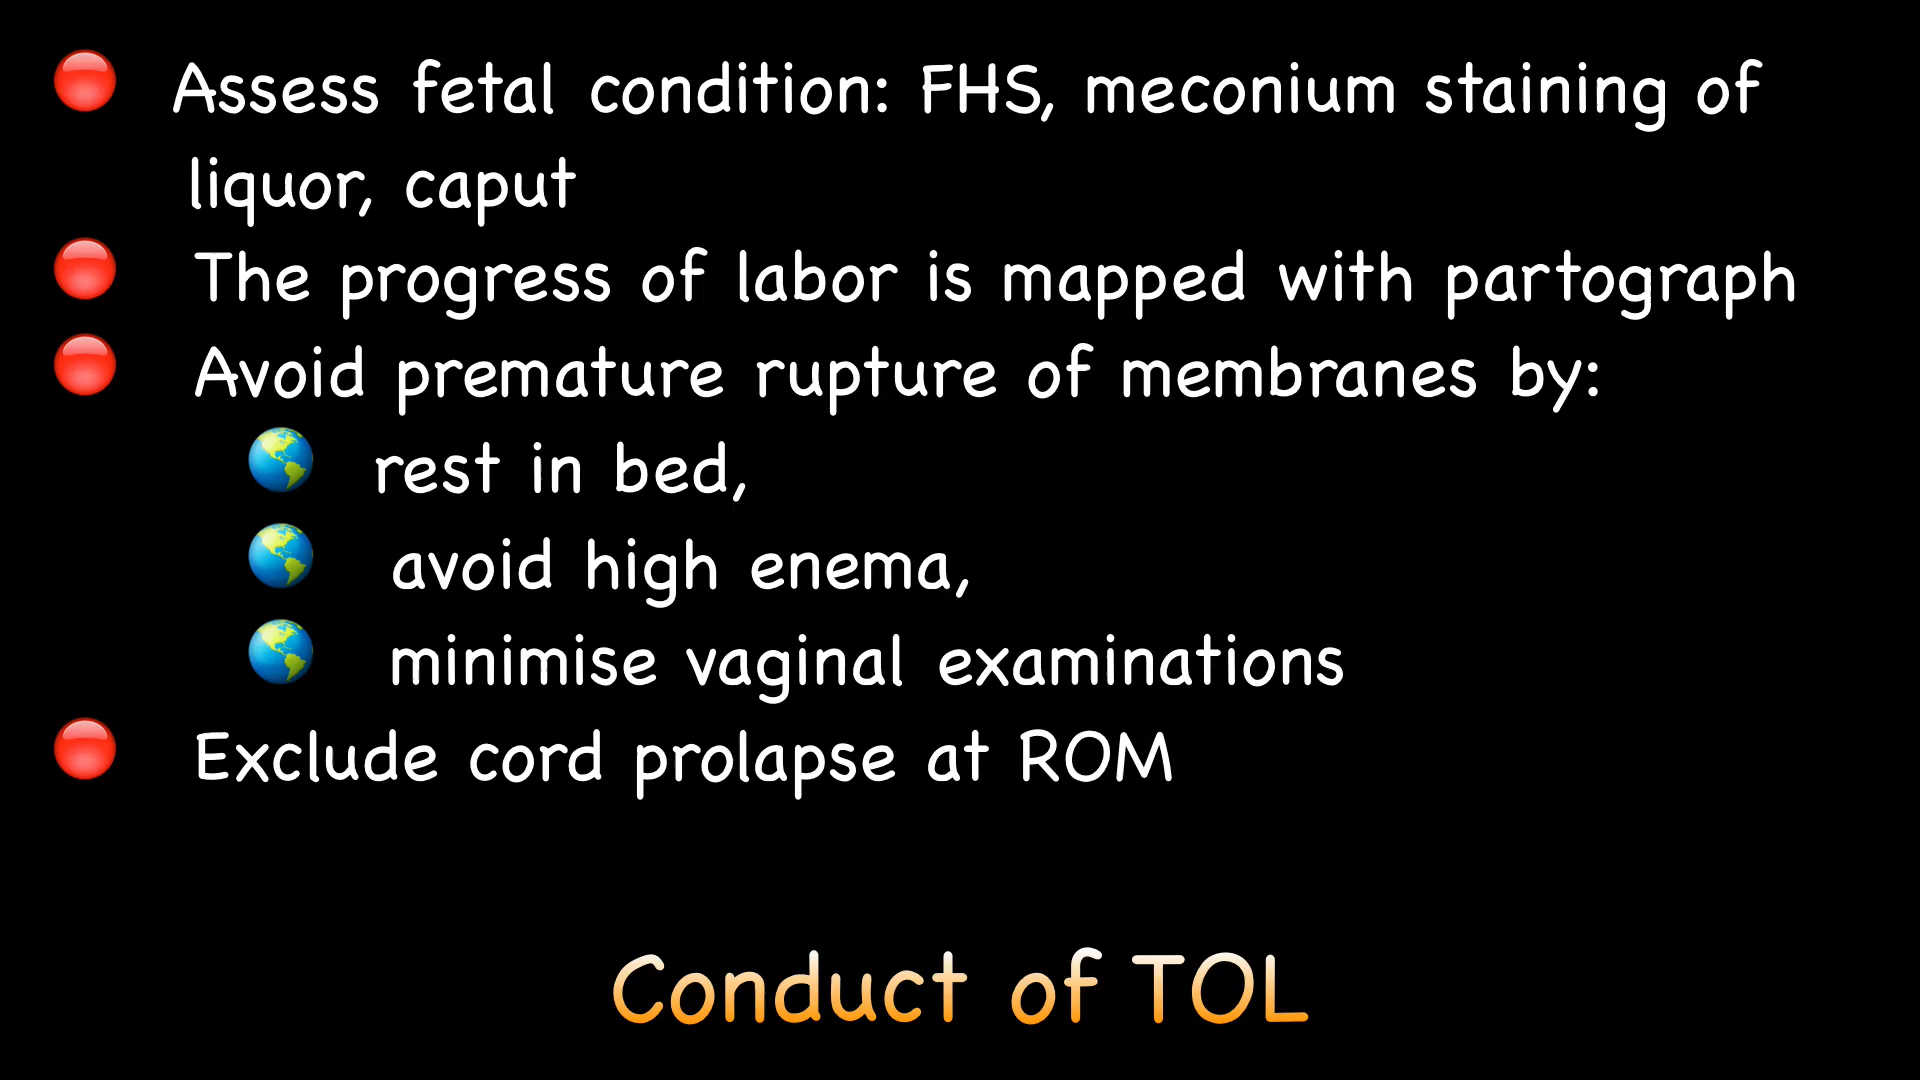 Assess fetal condition: FHS, meconium staining of
liquor, caput
The progress of labor is mapped with partograph
Avoid premature rupture of membranes by:
rest in bed,
avoid high enema,
minimise vaginal examinations
Exclude cord prolapse at ROM
Conduct of TOL